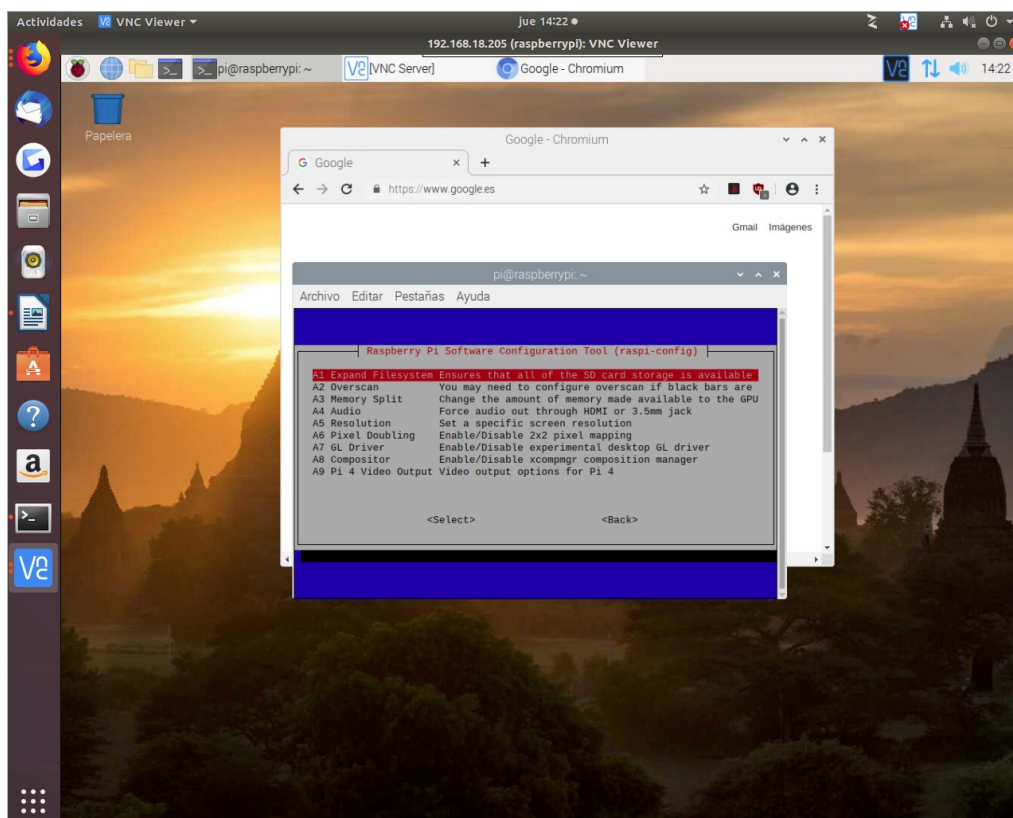 Actividades VNC Viewer jue 14:22
192.168.18.205 (raspberrypi): VNC Viewer
pi@raspberrypi: ~ [VNC Server] Google - Chromium 14:22
Papelera
Google - Chromium
Google
https://www.google.es
Gmail Imágenes
pi@raspberrypi: ~
Archivo Editar Pestañas Ayuda
Raspberry Pi Software Configuration Tool (raspi-config)
A1 Expand Filesystem Ensures that all of the SD card storage is available
A2 Overscan You may need to configure overscan if black bars are
A3 Memory Split Change the amount of memory made available to the GPU
A4 Audio Force audio out through HDMI or 3.5mm jack
A5 Resolution Set a specific screen resolution
A6 Pixel Doubling Enable/Disable 2x2 pixel mapping
A7 GL Driver Enable/Disable experimental desktop GL driver
A8 Compositor Enable/Disable xcompmgr composition manager
A9 Pi 4 Video Output Video output options for Pi 4
<Select> <Back>